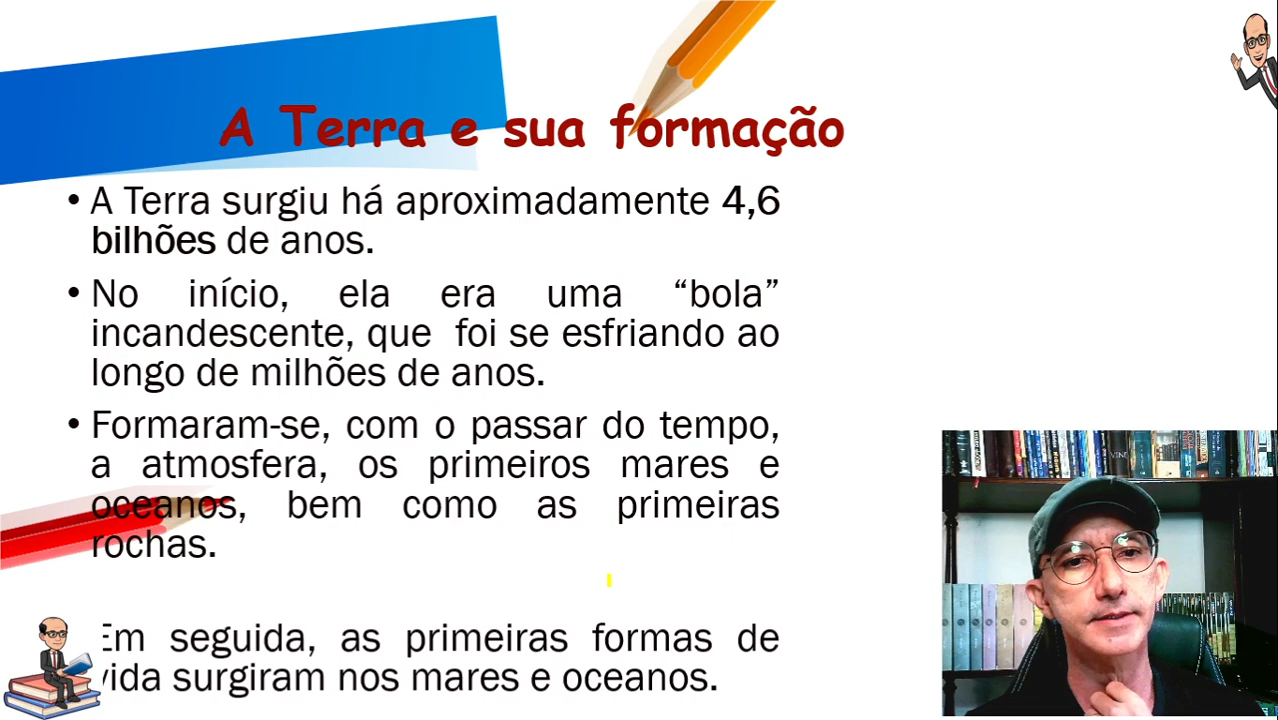 A Terra e sua formação
• A Terra surgiu há aproximadamente 4,6
bilhões de anos.
• No início, ela era uma “bola”
incandescente, que foi se esfriando ao
longo de milhões de anos.
• Formaram-se, com o passar do tempo,
a atmosfera, os primeiros mares e
oceanos, bem como as primeiras
rochas.
Em seguida, as primeiras formas de
vida surgiram nos mares e oceanos.